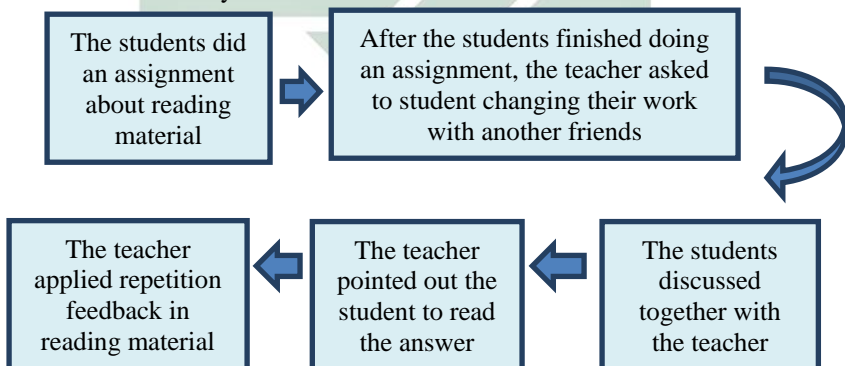 The students did
an assignment
about reading
material
After the students finished doing
an assignment, the teacher asked
to student changing their work
with another friends
The students
discussed
together with
the teacher
The teacher
pointed out the
student to read
the answer
The teacher
applied repetition
feedback in
reading material